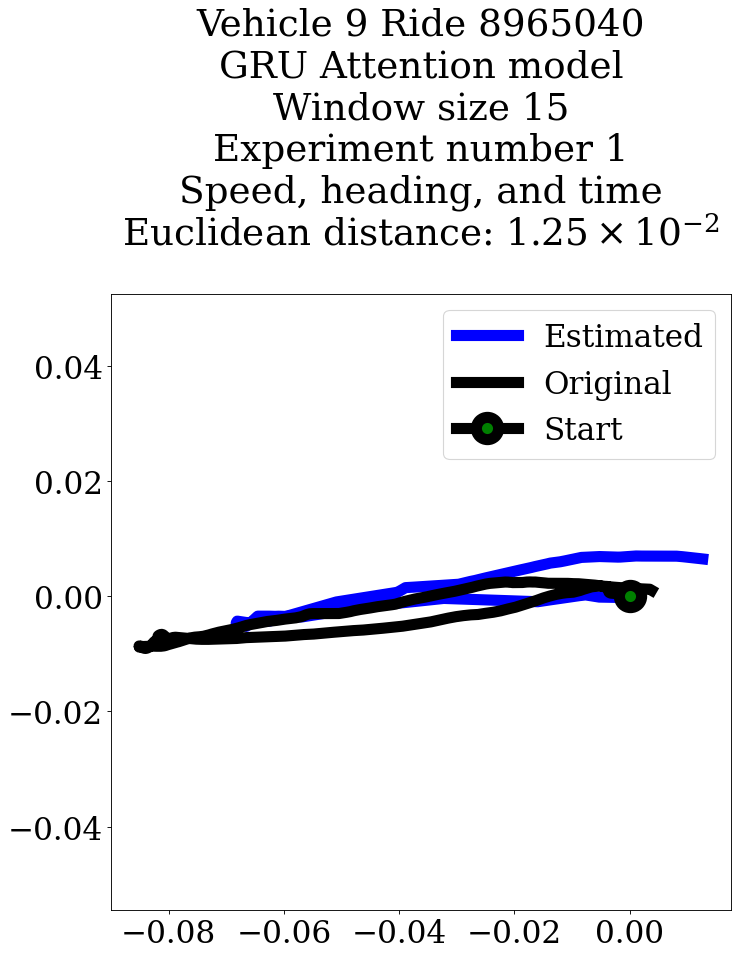 Vehicle 9 Ride 8965040
GRU Attention model
Window size 15
Experiment number 1
Speed, heading, and time
Euclidean distance: 1.25 × 10⁻²
Estimated
Original
Start
0.04
0.02
0.00
−0.02
−0.04
−0.08
−0.06
−0.04
−0.02
0.00